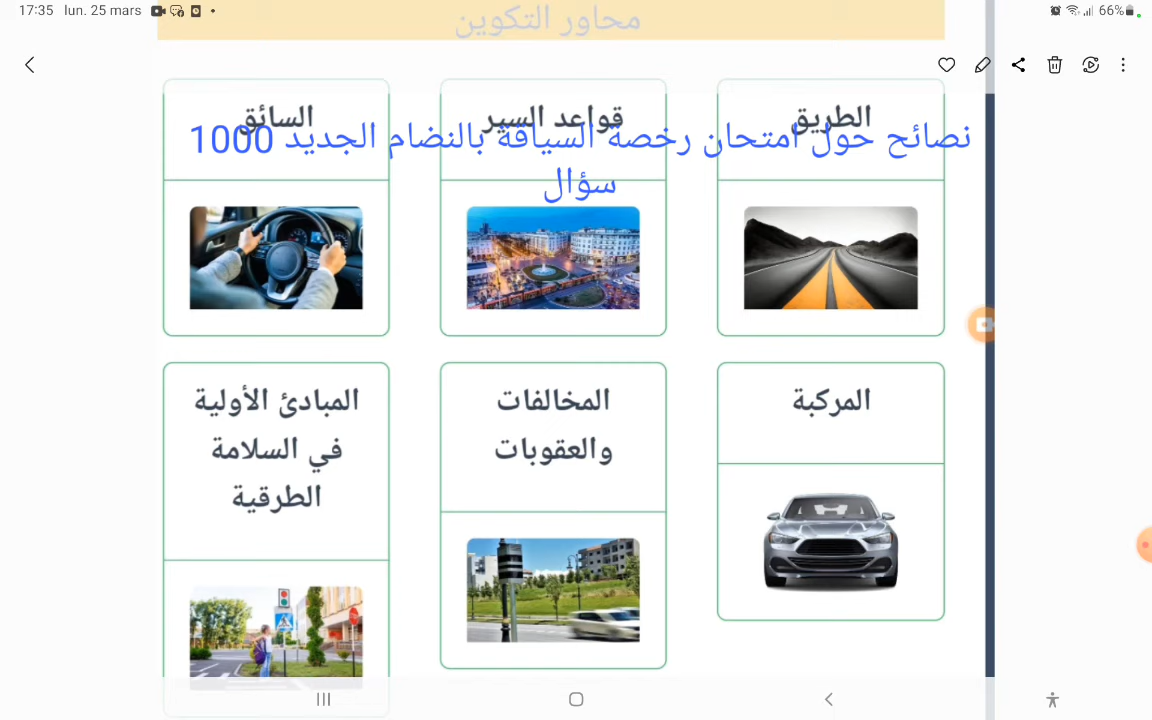 17:35 lun. 25 mars
66%
محاور التكوين
الطريق
قواعد السير
السائق
نصائح حول امتحان رخصة السياقة بالنضام الجديد 1000
سؤال
المركبة
المخالفات
والعقوبات
المبادئ الأولية
في السلامة
الطرقية